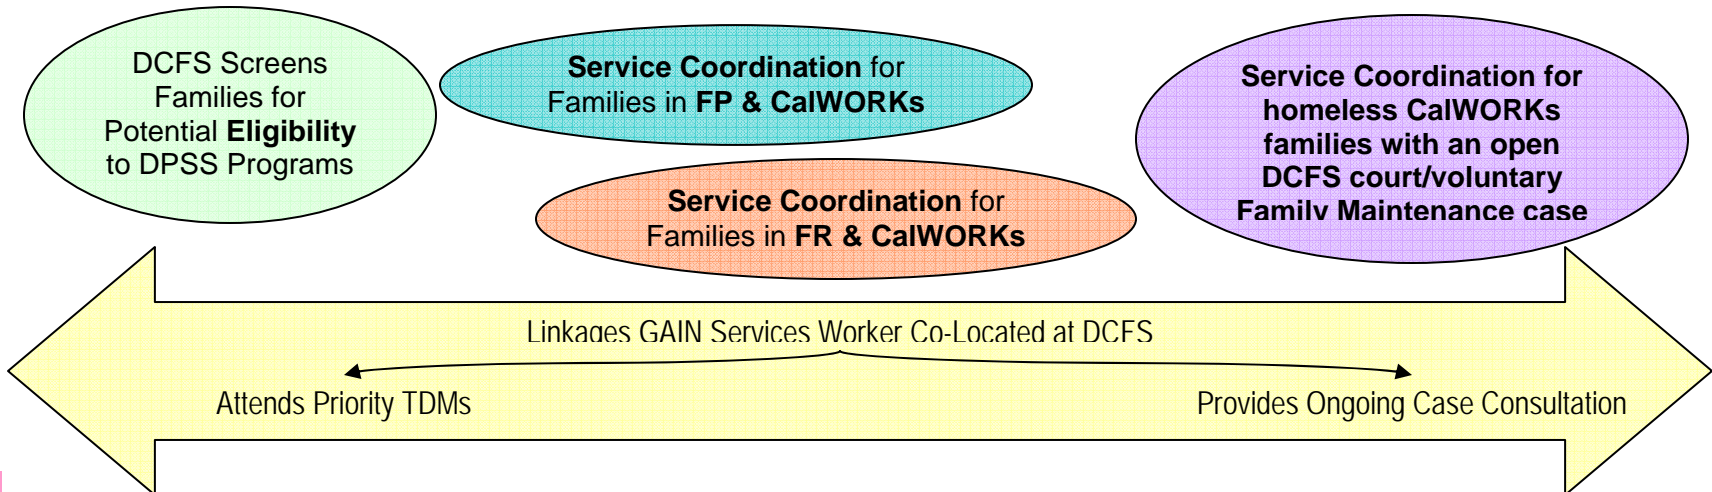 DCFS Screens
Families for
Potential Eligibility
to DPSS Programs
Service Coordination for
Families in FP & CalWORKs
Service Coordination for
Families in FR & CalWORKs
Service Coordination for
homeless CalWORKs
families with an open
DCFS court/voluntary
Family Maintenance case
Linkages GAIN Services Worker Co-Located at DCFS
Attends Priority TDMs
Provides Ongoing Case Consultation